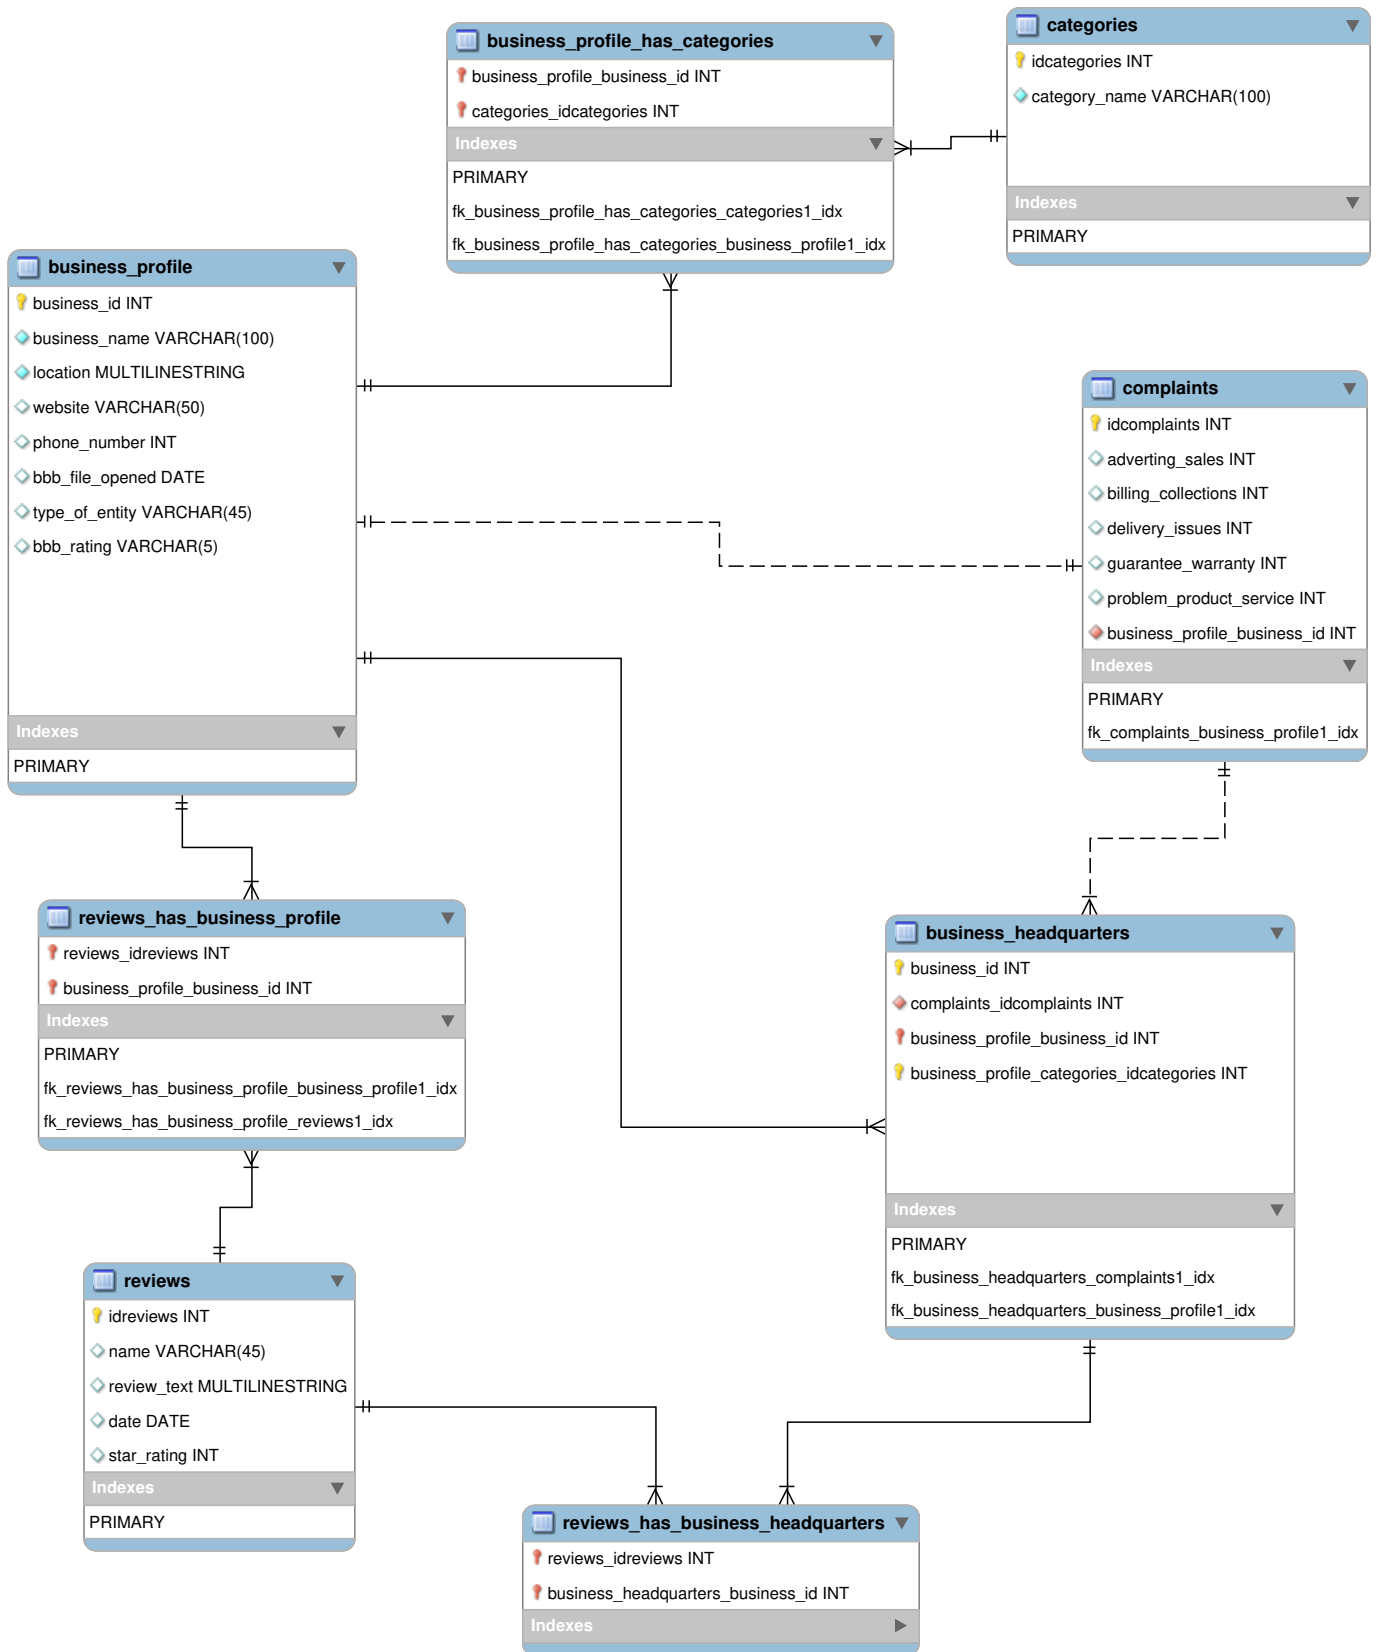 business_profile_has_categories
business_profile_business_id INT
categories_idcategories INT
Indexes
PRIMARY
fk_business_profile_has_categories_categories1_idx
fk_business_profile_has_categories_business_profile1_idx
categories
idcategories INT
category_name VARCHAR(100)
Indexes
PRIMARY
business_profile
business_id INT
business_name VARCHAR(100)
location MULTILINESTRING
website VARCHAR(50)
phone_number INT
bbb_file_opened DATE
type_of_entity VARCHAR(45)
bbb_rating VARCHAR(5)
Indexes
PRIMARY
complaints
idcomplaints INT
adverting_sales INT
billing_collections INT
delivery_issues INT
guarantee_warranty INT
problem_product_service INT
business_profile_business_id INT
Indexes
PRIMARY
fk_complaints_business_profile1_idx
reviews_has_business_profile
reviews_idreviews INT
business_profile_business_id INT
Indexes
PRIMARY
fk_reviews_has_business_profile_business_profile1_idx
fk_reviews_has_business_profile_reviews1_idx
business_headquarters
business_id INT
complaints_idcomplaints INT
business_profile_business_id INT
business_profile_categories_idcategories INT
Indexes
PRIMARY
fk_business_headquarters_complaints1_idx
fk_business_headquarters_business_profile1_idx
reviews
idreviews INT
name VARCHAR(45)
review_text MULTILINESTRING
date DATE
star_rating INT
Indexes
PRIMARY
reviews_has_business_headquarters
reviews_idreviews INT
business_headquarters_business_id INT
Indexes